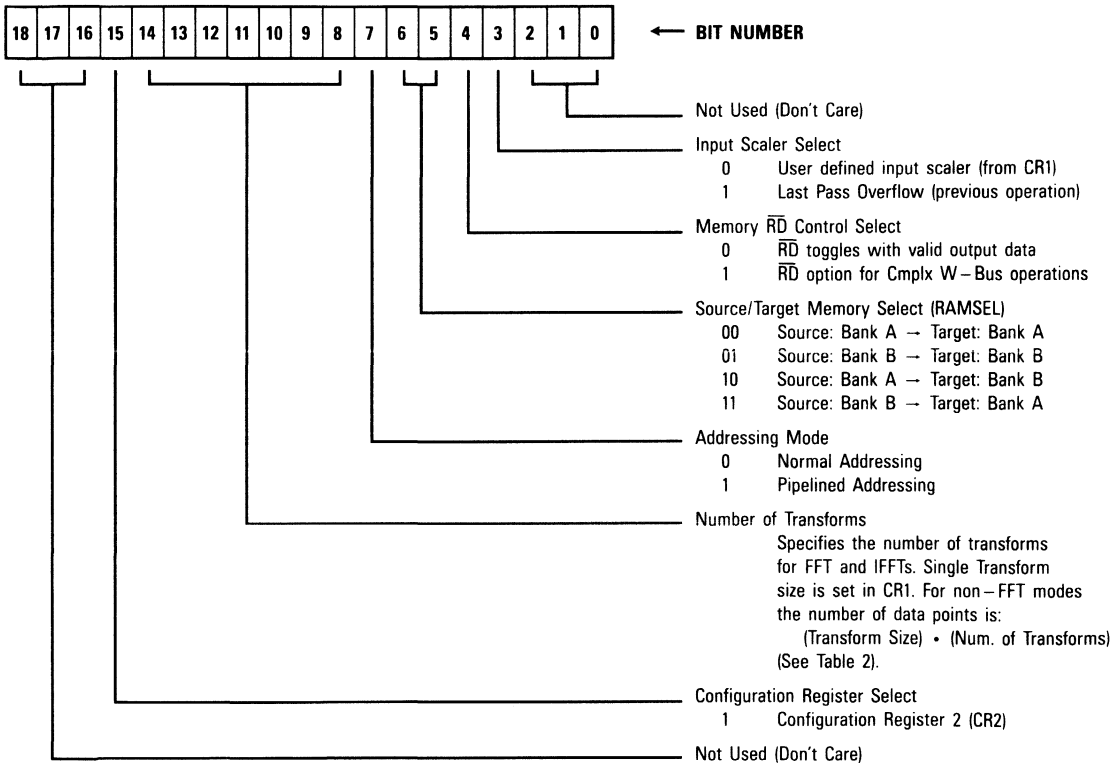 18 17 16 15 14 13 12 11 10 9 8 7 6 5 4 3 2 1 0 ← BIT NUMBER
Not Used (Don't Care)
Input Scaler Select
0 User defined input scaler (from CR1)
1 Last Pass Overflow (previous operation)
Memory R̅D̅ Control Select
0 R̅D̅ toggles with valid output data
1 R̅D̅ option for Cmplx W–Bus operations
Source/Target Memory Select (RAMSEL)
00 Source: Bank A → Target: Bank A
01 Source: Bank B → Target: Bank B
10 Source: Bank A → Target: Bank B
11 Source: Bank B → Target: Bank A
Addressing Mode
0 Normal Addressing
1 Pipelined Addressing
Number of Transforms
Specifies the number of transforms
for FFT and IFFTs. Single Transform
size is set in CR1. For non–FFT modes
the number of data points is:
(Transform Size) • (Num. of Transforms)
(See Table 2).
Configuration Register Select
1 Configuration Register 2 (CR2)
Not Used (Don't Care)